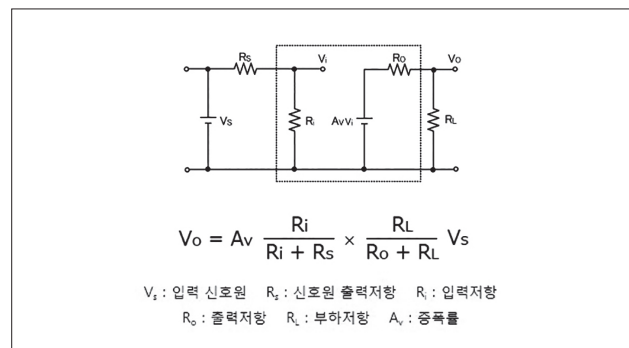 Rs Vi Ro Vo
Vs Ri Avvi RL
Vo = Av Ri / (Ri + Rs) × RL / (Ro + RL) Vs
Vs : 입력 신호원 Rs : 신호원 출력저항 Ri : 입력저항
Ro : 출력저항 RL : 부하저항 Av : 증폭률